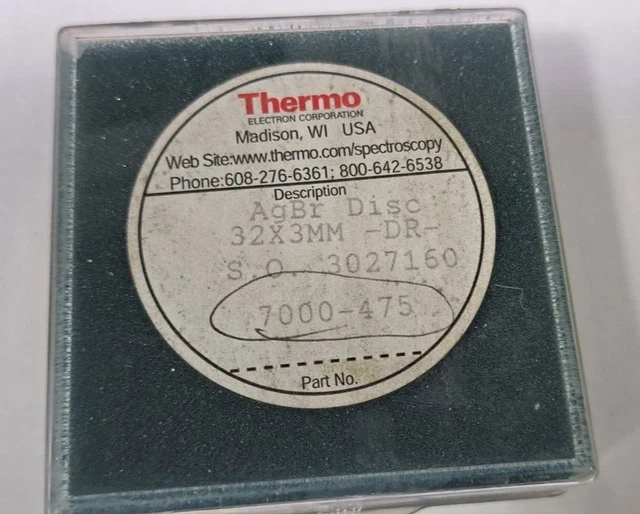 Thermo
ELECTRON CORPORATION
Madison, WI USA
Web Site:www.thermo.com/spectroscopy
Phone:608-276-6361; 800-642-6538
Description
AgBr Disc
32X3MM -DR-
S.O. 3027160
7000-475
Part No.